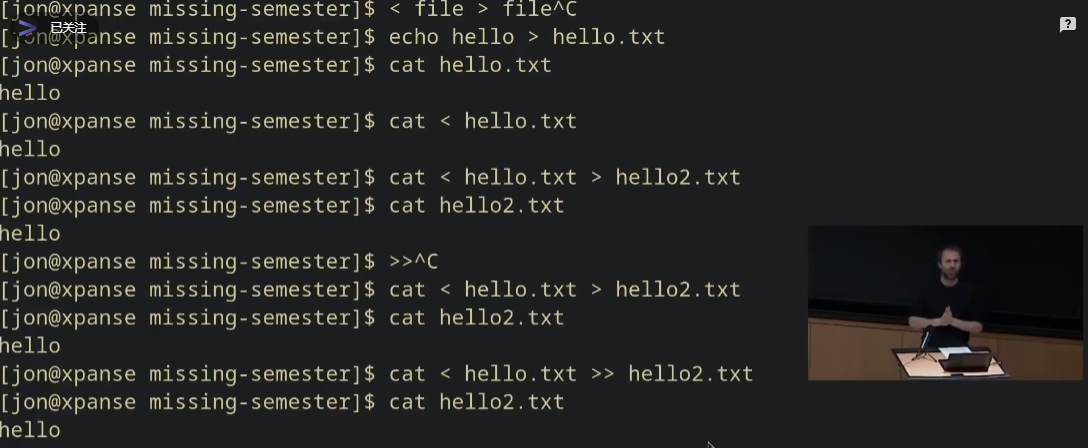 [jon@xpanse missing-semester]$ < file > file^C
已关注
[jon@xpanse missing-semester]$ echo hello > hello.txt
[jon@xpanse missing-semester]$ cat hello.txt
hello
[jon@xpanse missing-semester]$ cat < hello.txt
hello
[jon@xpanse missing-semester]$ cat < hello.txt > hello2.txt
[jon@xpanse missing-semester]$ cat hello2.txt
hello
[jon@xpanse missing-semester]$ >>^C
[jon@xpanse missing-semester]$ cat < hello.txt > hello2.txt
[jon@xpanse missing-semester]$ cat hello2.txt
hello
[jon@xpanse missing-semester]$ cat < hello.txt >> hello2.txt
[jon@xpanse missing-semester]$ cat hello2.txt
hello